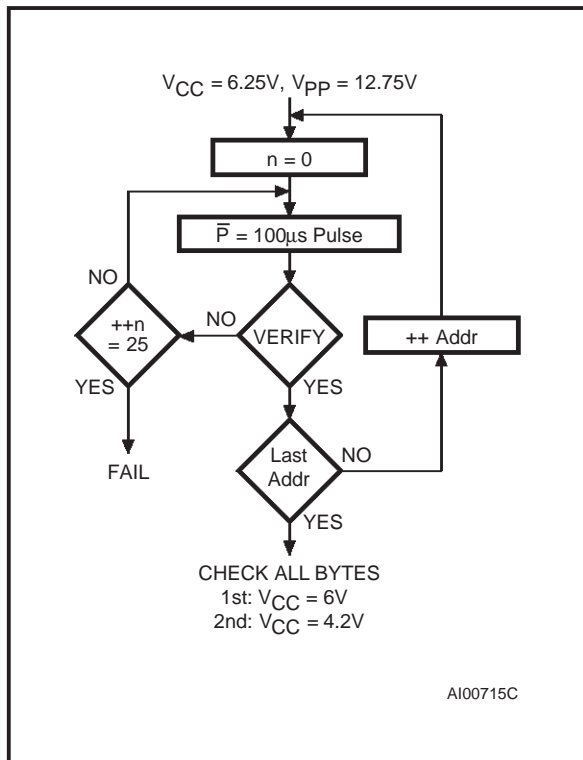 VCC = 6.25V, VPP = 12.75V
n = 0
P̅ = 100μs Pulse
NO
++n
= 25
NO
VERIFY
++ Addr
YES
YES
FAIL
Last
Addr
NO
YES
CHECK ALL BYTES
1st: VCC = 6V
2nd: VCC = 4.2V
AI00715C